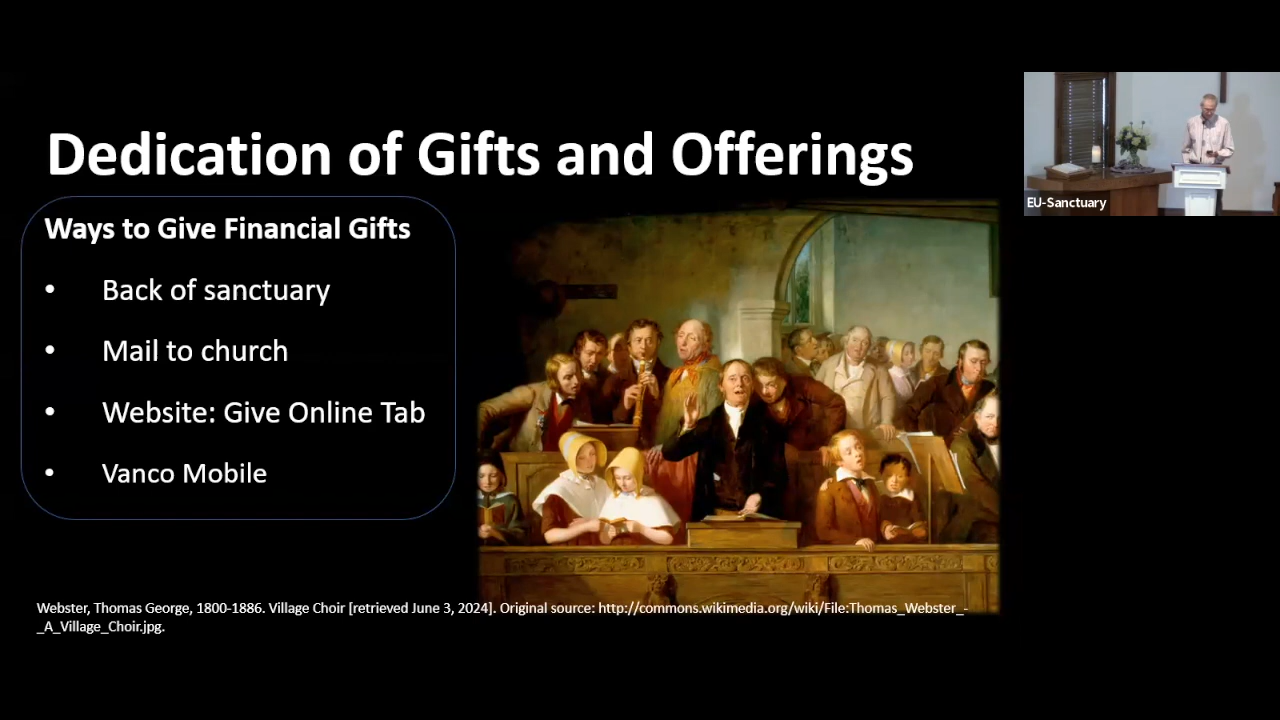 Dedication of Gifts and Offerings
Ways to Give Financial Gifts
• Back of sanctuary
• Mail to church
• Website: Give Online Tab
• Vanco Mobile
EU-Sanctuary
Webster, Thomas George, 1800-1886. Village Choir [retrieved June 3, 2024]. Original source: http://commons.wikimedia.org/wiki/File:Thomas_Webster_-
_A_Village_Choir.jpg.